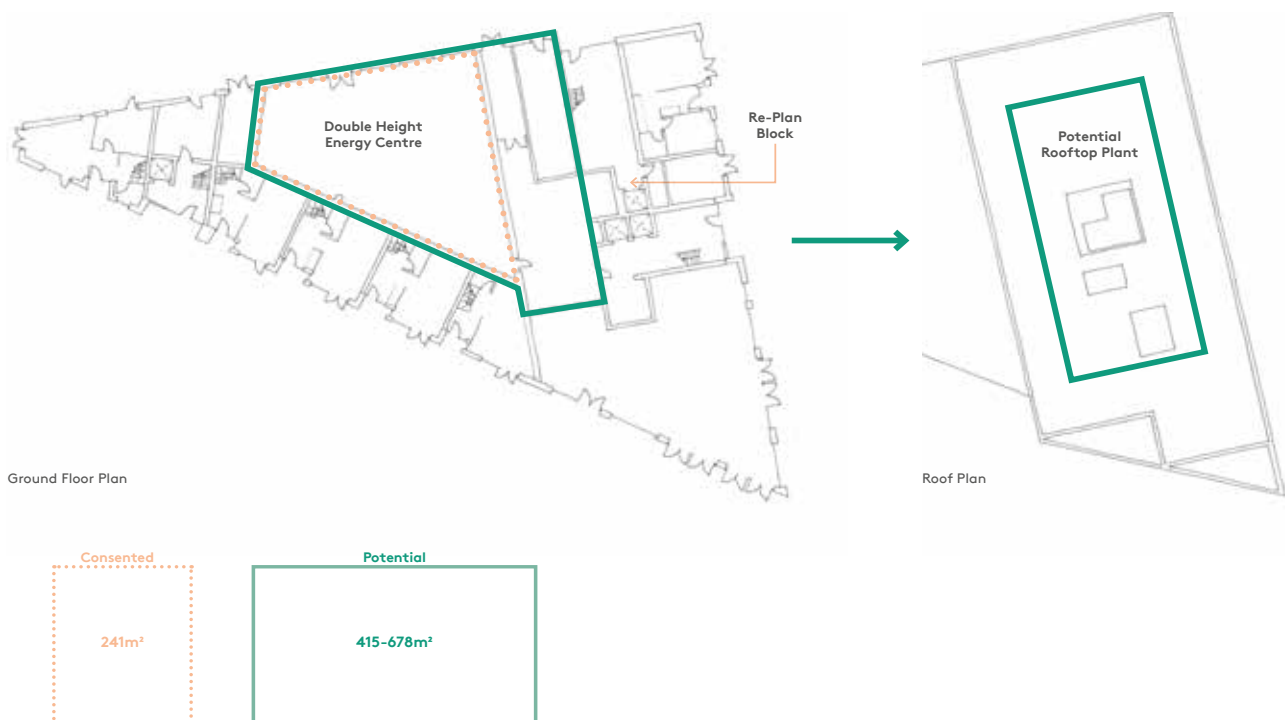 Double Height
Energy Centre
Re-Plan
Block
Potential
Rooftop Plant
Ground Floor Plan
Roof Plan
Consented
Potential
241m²
415-678m²